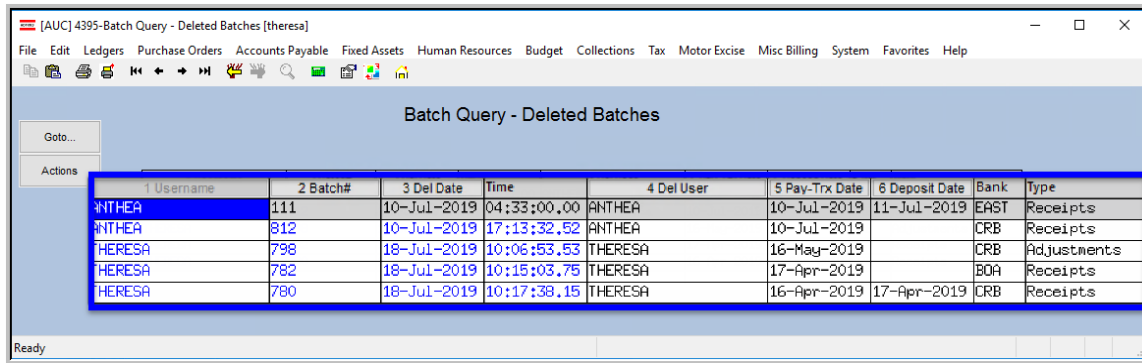 [AUC] 4395-Batch Query - Deleted Batches [theresa]
File Edit Ledgers Purchase Orders Accounts Payable Fixed Assets Human Resources Budget Collections Tax Motor Excise Misc Billing System Favorites Help
Batch Query - Deleted Batches
Goto...
Actions
1 Username 2 Batch# 3 Del Date Time 4 Del User 5 Pay-Trx Date 6 Deposit Date Bank Type
ANTHEA 111 10-Jul-2019 04:33:00.00 ANTHEA 10-Jul-2019 11-Jul-2019 EAST Receipts
ANTHEA 812 10-Jul-2019 17:13:32.52 ANTHEA 10-Jul-2019 CRB Receipts
THERESA 798 18-Jul-2019 10:06:53.53 THERESA 16-May-2019 CRB Adjustments
THERESA 782 18-Jul-2019 10:15:03.75 THERESA 17-Apr-2019 BOA Receipts
THERESA 780 18-Jul-2019 10:17:38.15 THERESA 16-Apr-2019 17-Apr-2019 CRB Receipts
Ready